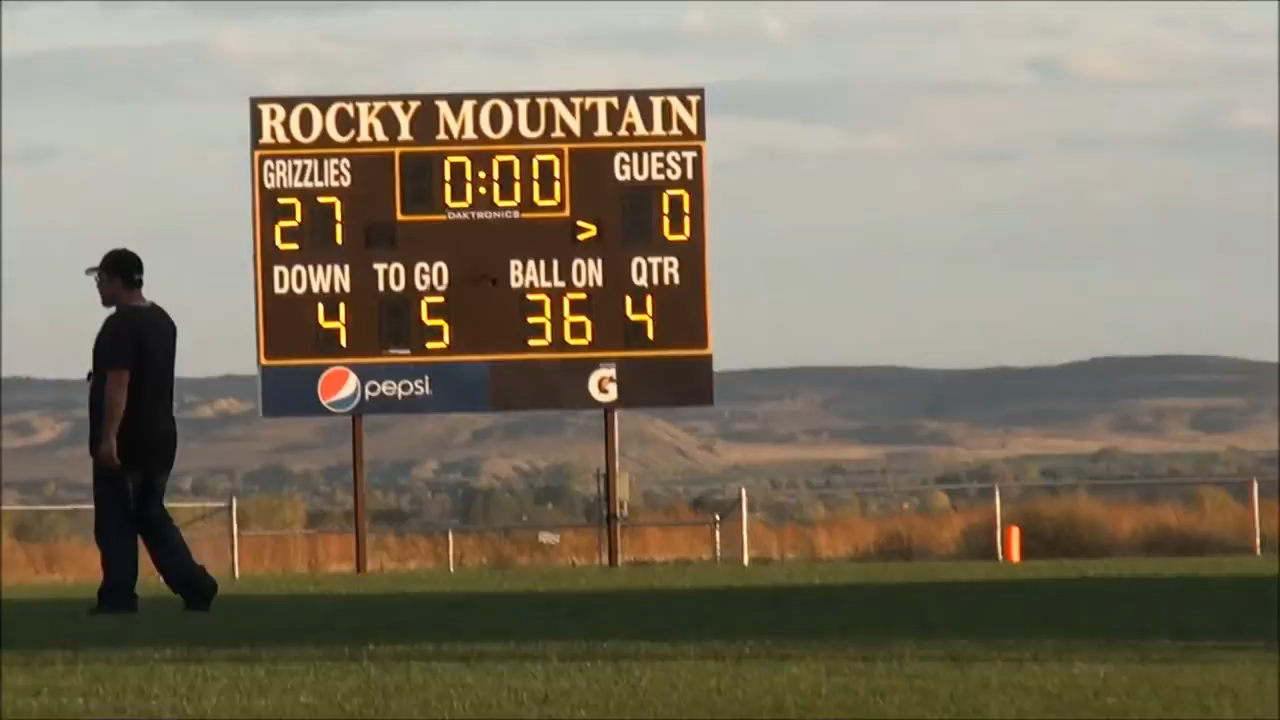 ROCKY MOUNTAIN
GRIZZLIES 0:00 GUEST
DAKTRONICS
27 > 0
DOWN TO GO BALL ON QTR
4 5 36 4
pepsi G